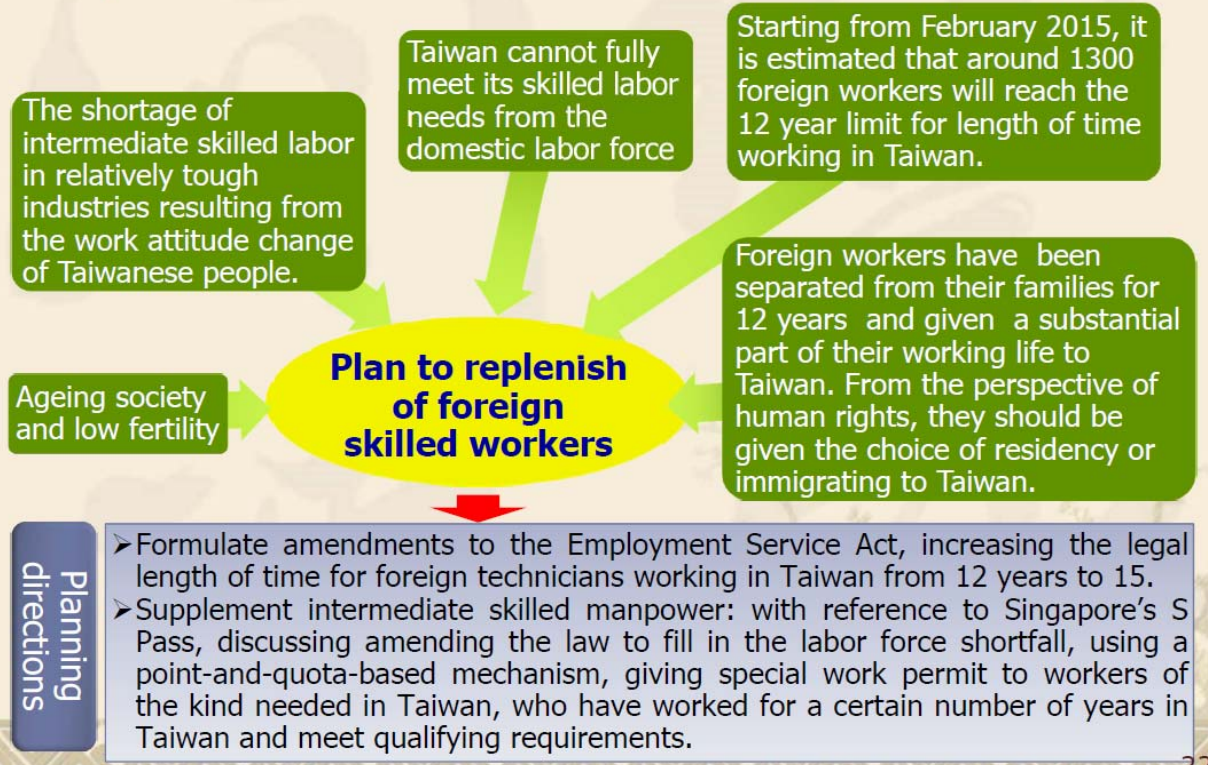 The shortage of
intermediate skilled labor
in relatively tough
industries resulting from
the work attitude change
of Taiwanese people.
Taiwan cannot fully
meet its skilled labor
needs from the
domestic labor force
Starting from February 2015, it
is estimated that around 1300
foreign workers will reach the
12 year limit for length of time
working in Taiwan.
Ageing society
and low fertility
Plan to replenish
of foreign
skilled workers
Foreign workers have been
separated from their families for
12 years and given a substantial
part of their working life to
Taiwan. From the perspective of
human rights, they should be
given the choice of residency or
immigrating to Taiwan.
Planning
directions
➢Formulate amendments to the Employment Service Act, increasing the legal
length of time for foreign technicians working in Taiwan from 12 years to 15.
➢Supplement intermediate skilled manpower: with reference to Singapore's S
Pass, discussing amending the law to fill in the labor force shortfall, using a
point-and-quota-based mechanism, giving special work permit to workers of
the kind needed in Taiwan, who have worked for a certain number of years in
Taiwan and meet qualifying requirements.